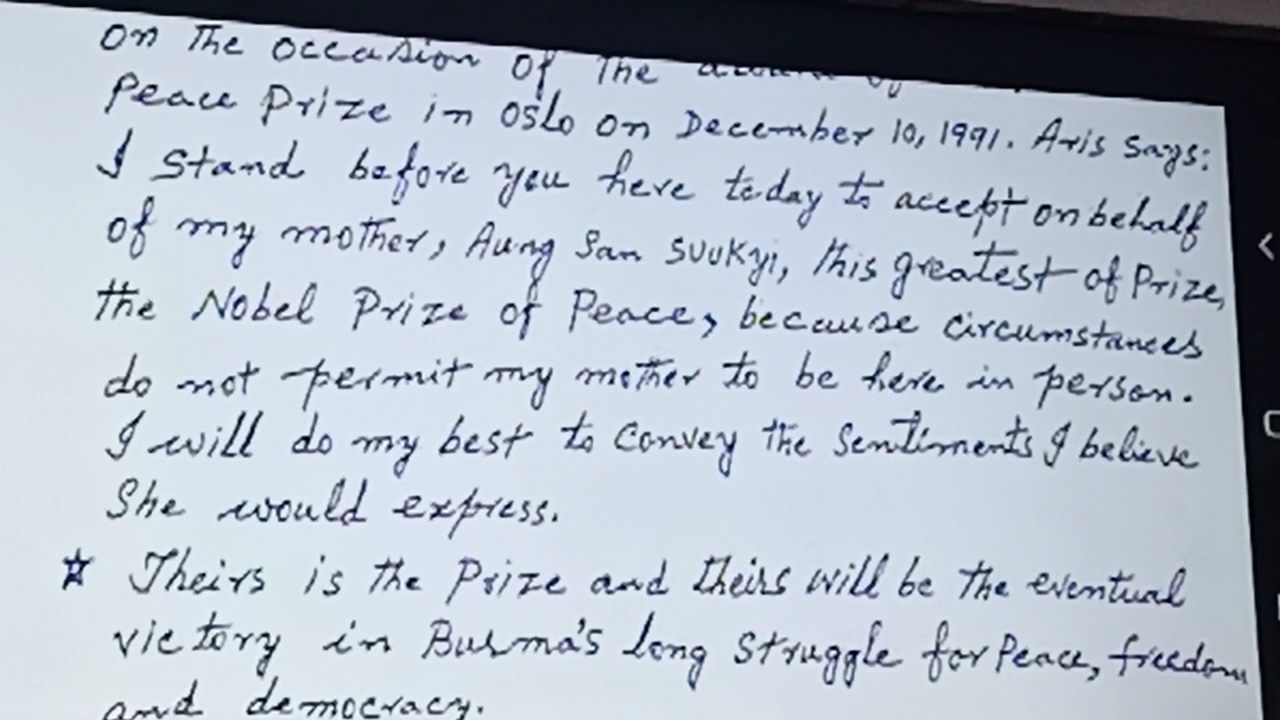 on The occasion of The award of
Peace Prize in Oslo on December 10, 1991. Aris Says:
I stand before you here today to accept on behalf
of my mother, Aung San SUUKyi, this greatest of Prize,
the Nobel Prize of Peace, because circumstances
do not permit my mother to be here in person.
I will do my best to Convey the Sentiments I believe
She would express.
☆ Theirs is the Prize and theirs will be the eventual
victory in Burma's long Struggle for Peace, freedom
and democracy.